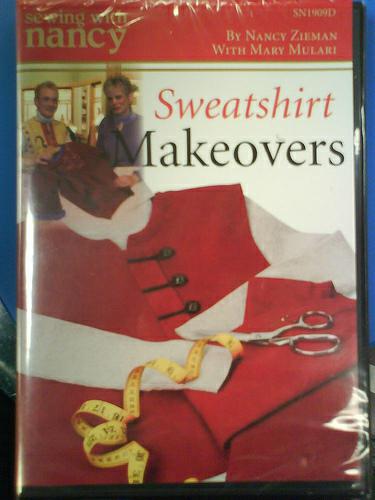 sewing with
nancy
SN1909D
BY NANCY ZIEMAN
WITH MARY MULARI
Sweatshirt
Makeovers